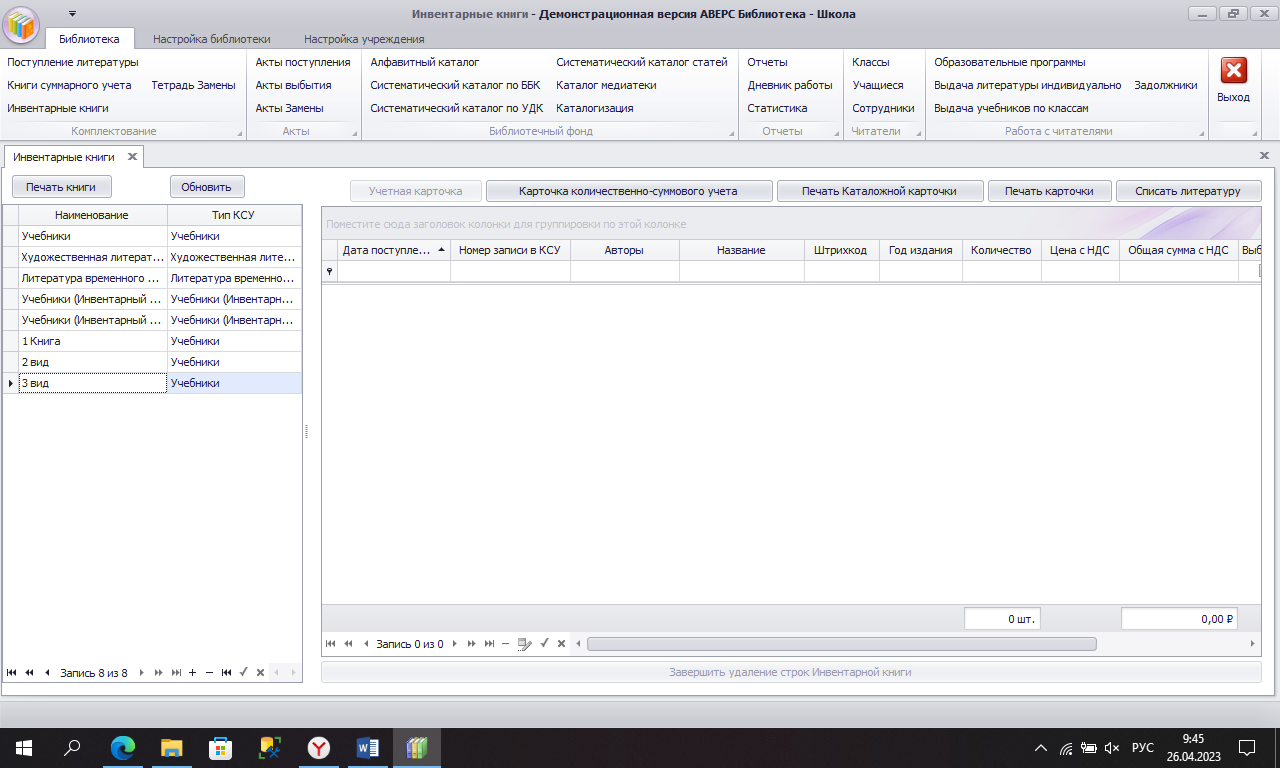 Инвентарные книги - Демонстрационная версия АВЕРС Библиотека - Школа
Библиотека Настройка библиотеки Настройка учреждения
Поступление литературы Акты поступления Алфавитный каталог Систематический каталог статей Отчеты Классы Образовательные программы
Книги суммарного учета Тетрадь Замены Акты выбытия Систематический каталог по ББК Каталог медиатеки Дневник работы Учащиеся Выдача литературы индивидуально Задолжники
Выход
Инвентарные книги Акты Замены Систематический каталог по УДК Каталогизация Статистика Сотрудники Выдача учебников по классам
Комплектование Акты Библиотечный фонд Отчеты Читатели Работа с читателями
Инвентарные книги
Печать книги Обновить Учетная карточка Карточка количественно-суммового учета Печать Каталожной карточки Печать карточки Списать литературу
Наименование Тип КСУ
Поместите сюда заголовок колонки для группировки по этой колонке
Дата поступле... Номер записи в КСУ Авторы Название Штрихкод Год издания Количество Цена с НДС Общая сумма с НДС Выб
Учебники Учебники
Художественная литерат... Художественная лите...
Литература временного ... Литература временно...
Учебники (Инвентарный ... Учебники (Инвентарн...
Учебники (Инвентарный ... Учебники (Инвентарн...
1 Книга Учебники
2 вид Учебники
3 вид Учебники
0 шт. 0,00 ₽
Запись 0 из 0
Запись 8 из 8
Завершить удаление строк Инвентарной книги
РУС
9:45
26.04.2023